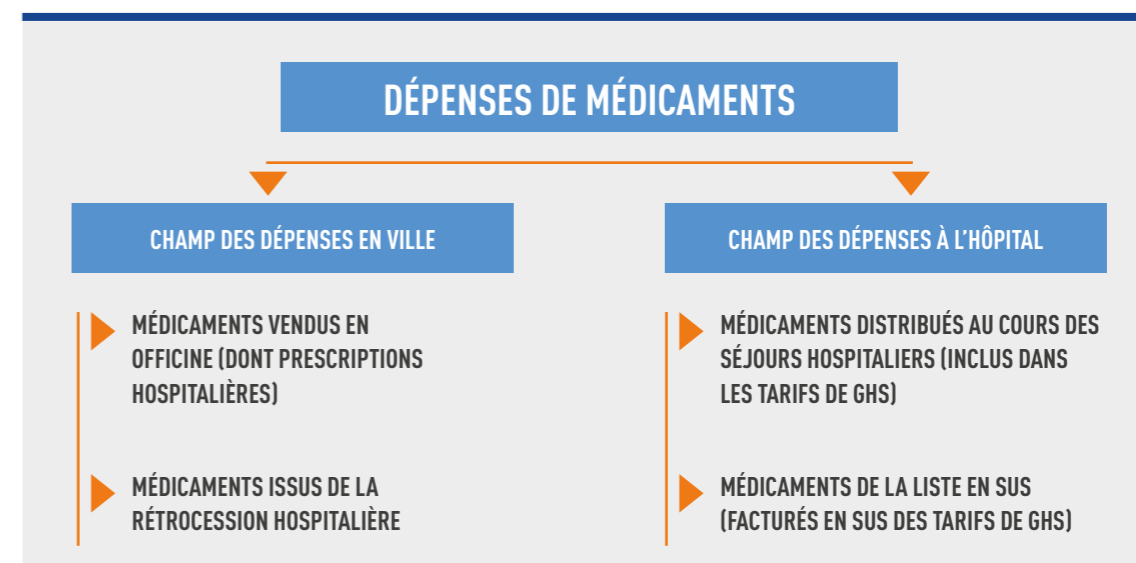 DÉPENSES DE MÉDICAMENTS
CHAMP DES DÉPENSES EN VILLE
MÉDICAMENTS VENDUS EN
OFFICINE (DONT PRESCRIPTIONS
HOSPITALIÈRES)
MÉDICAMENTS ISSUS DE LA
RÉTROCESSION HOSPITALIÈRE
CHAMP DES DÉPENSES À L'HÔPITAL
MÉDICAMENTS DISTRIBUÉS AU COURS DES
SÉJOURS HOSPITALIERS (INCLUS DANS
LES TARIFS DE GHS)
MÉDICAMENTS DE LA LISTE EN SUS
(FACTURÉS EN SUS DES TARIFS DE GHS)